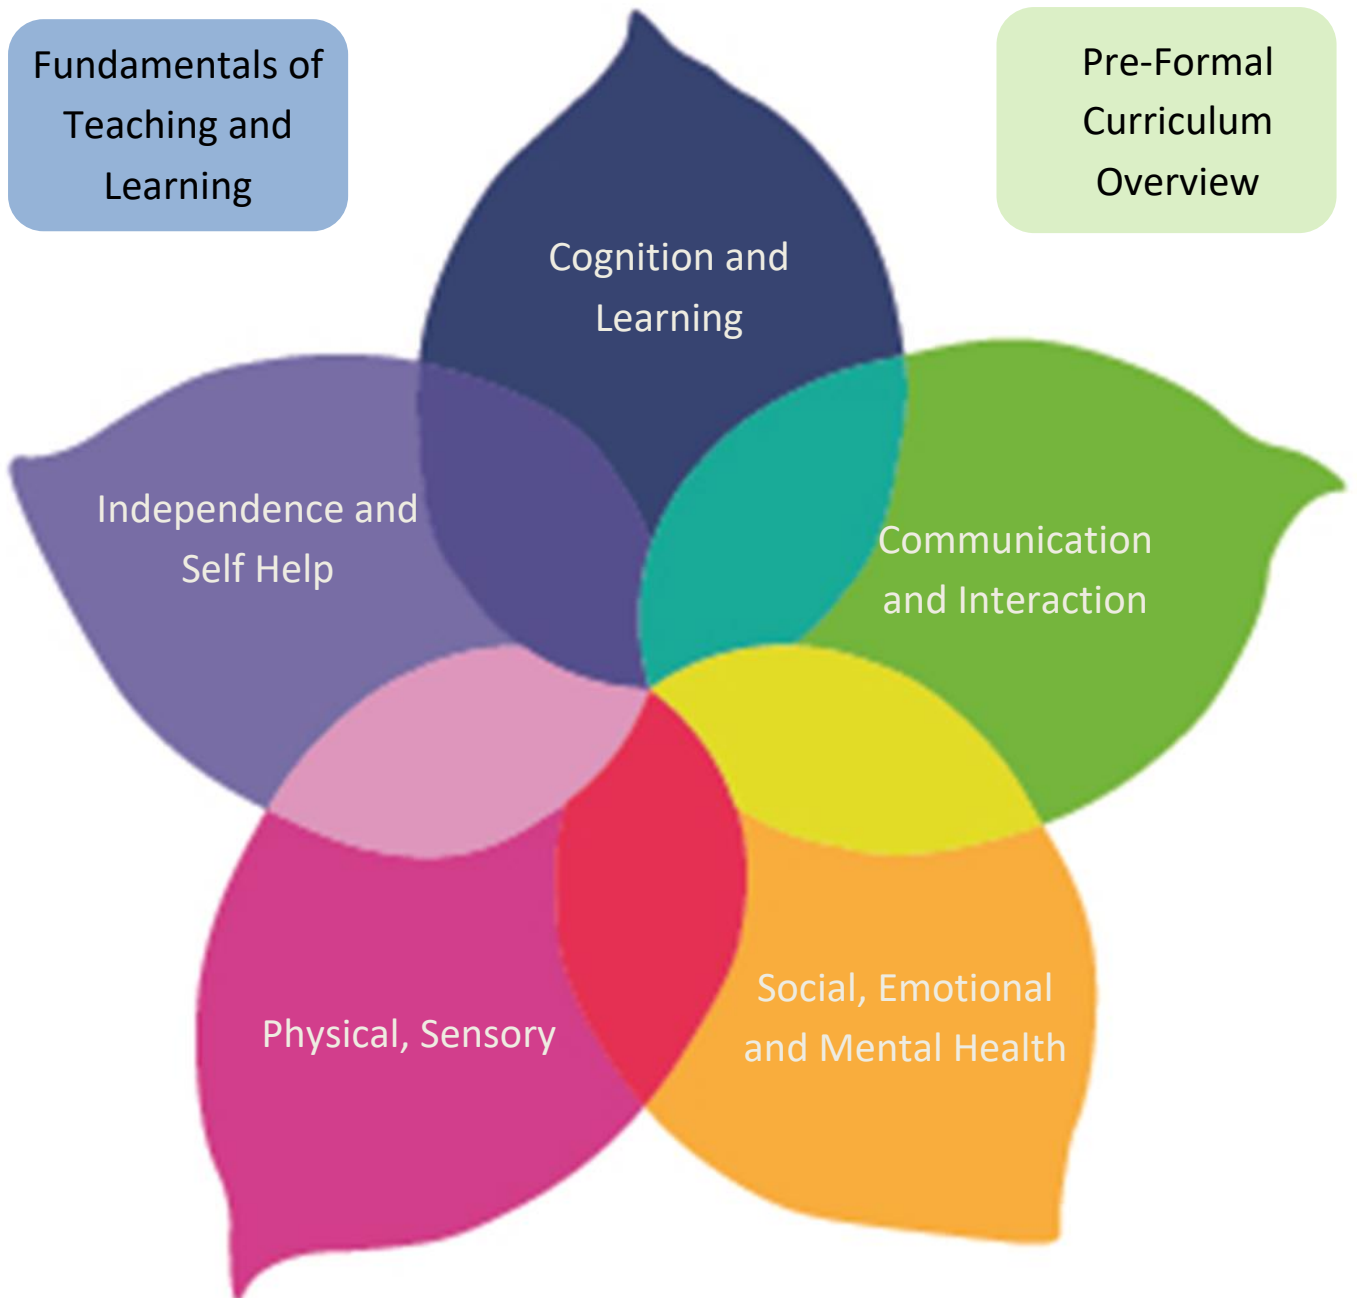 Fundamentals of
Teaching and
Learning
Pre-Formal
Curriculum
Overview
Cognition and
Learning
Independence and
Self Help
Communication
and Interaction
Social, Emotional
and Mental Health
Physical, Sensory